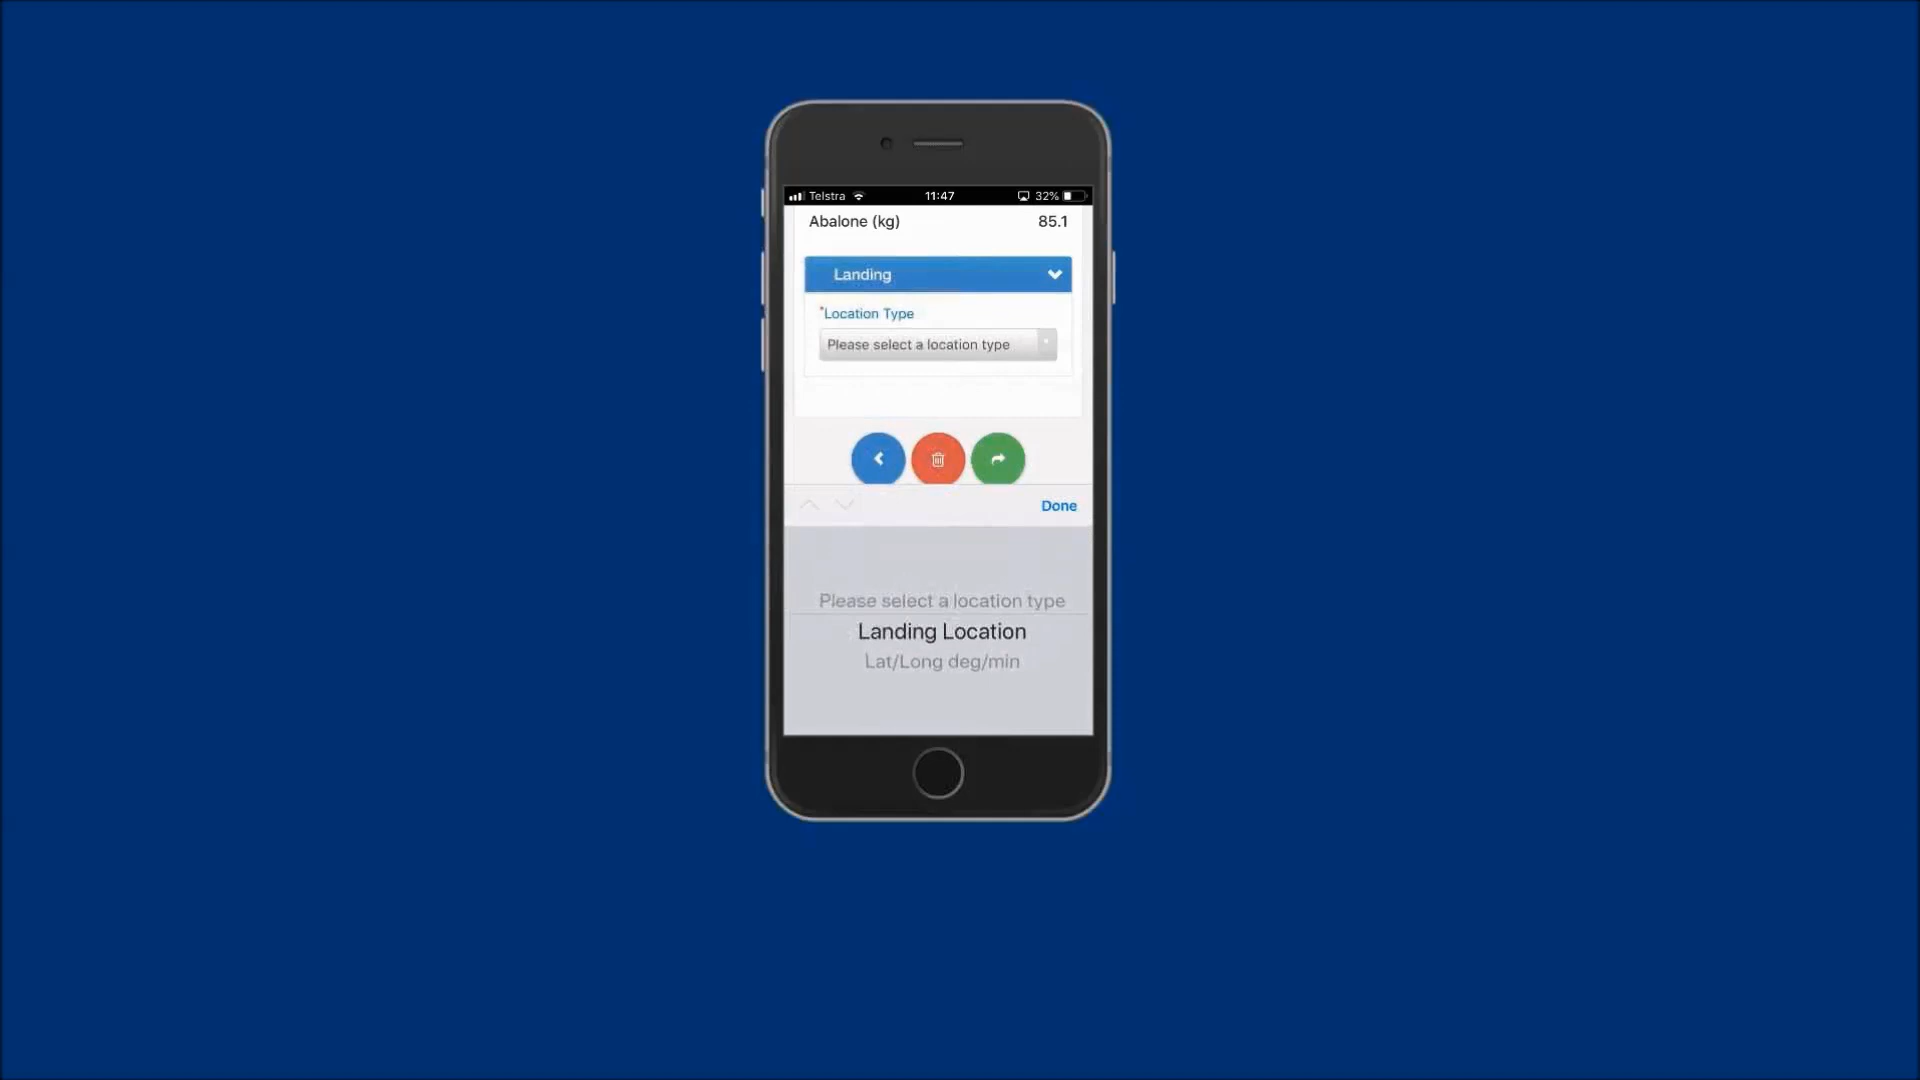 Telstra 11:47 32%
Abalone (kg) 85.1
Landing
*Location Type
Please select a location type
Done
Please select a location type
Landing Location
Lat/Long deg/min